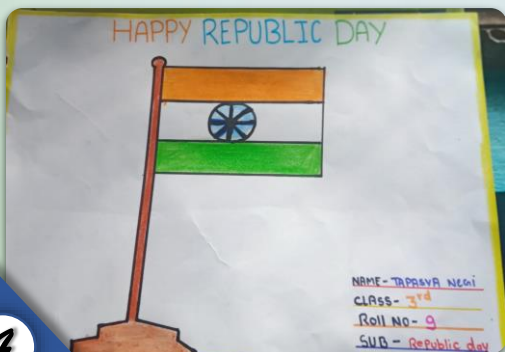 HAPPY REPUBLIC DAY
NAME- TAPASYA NEGI
CLASS- 3rd
Roll NO- 9
SUB - Republic day